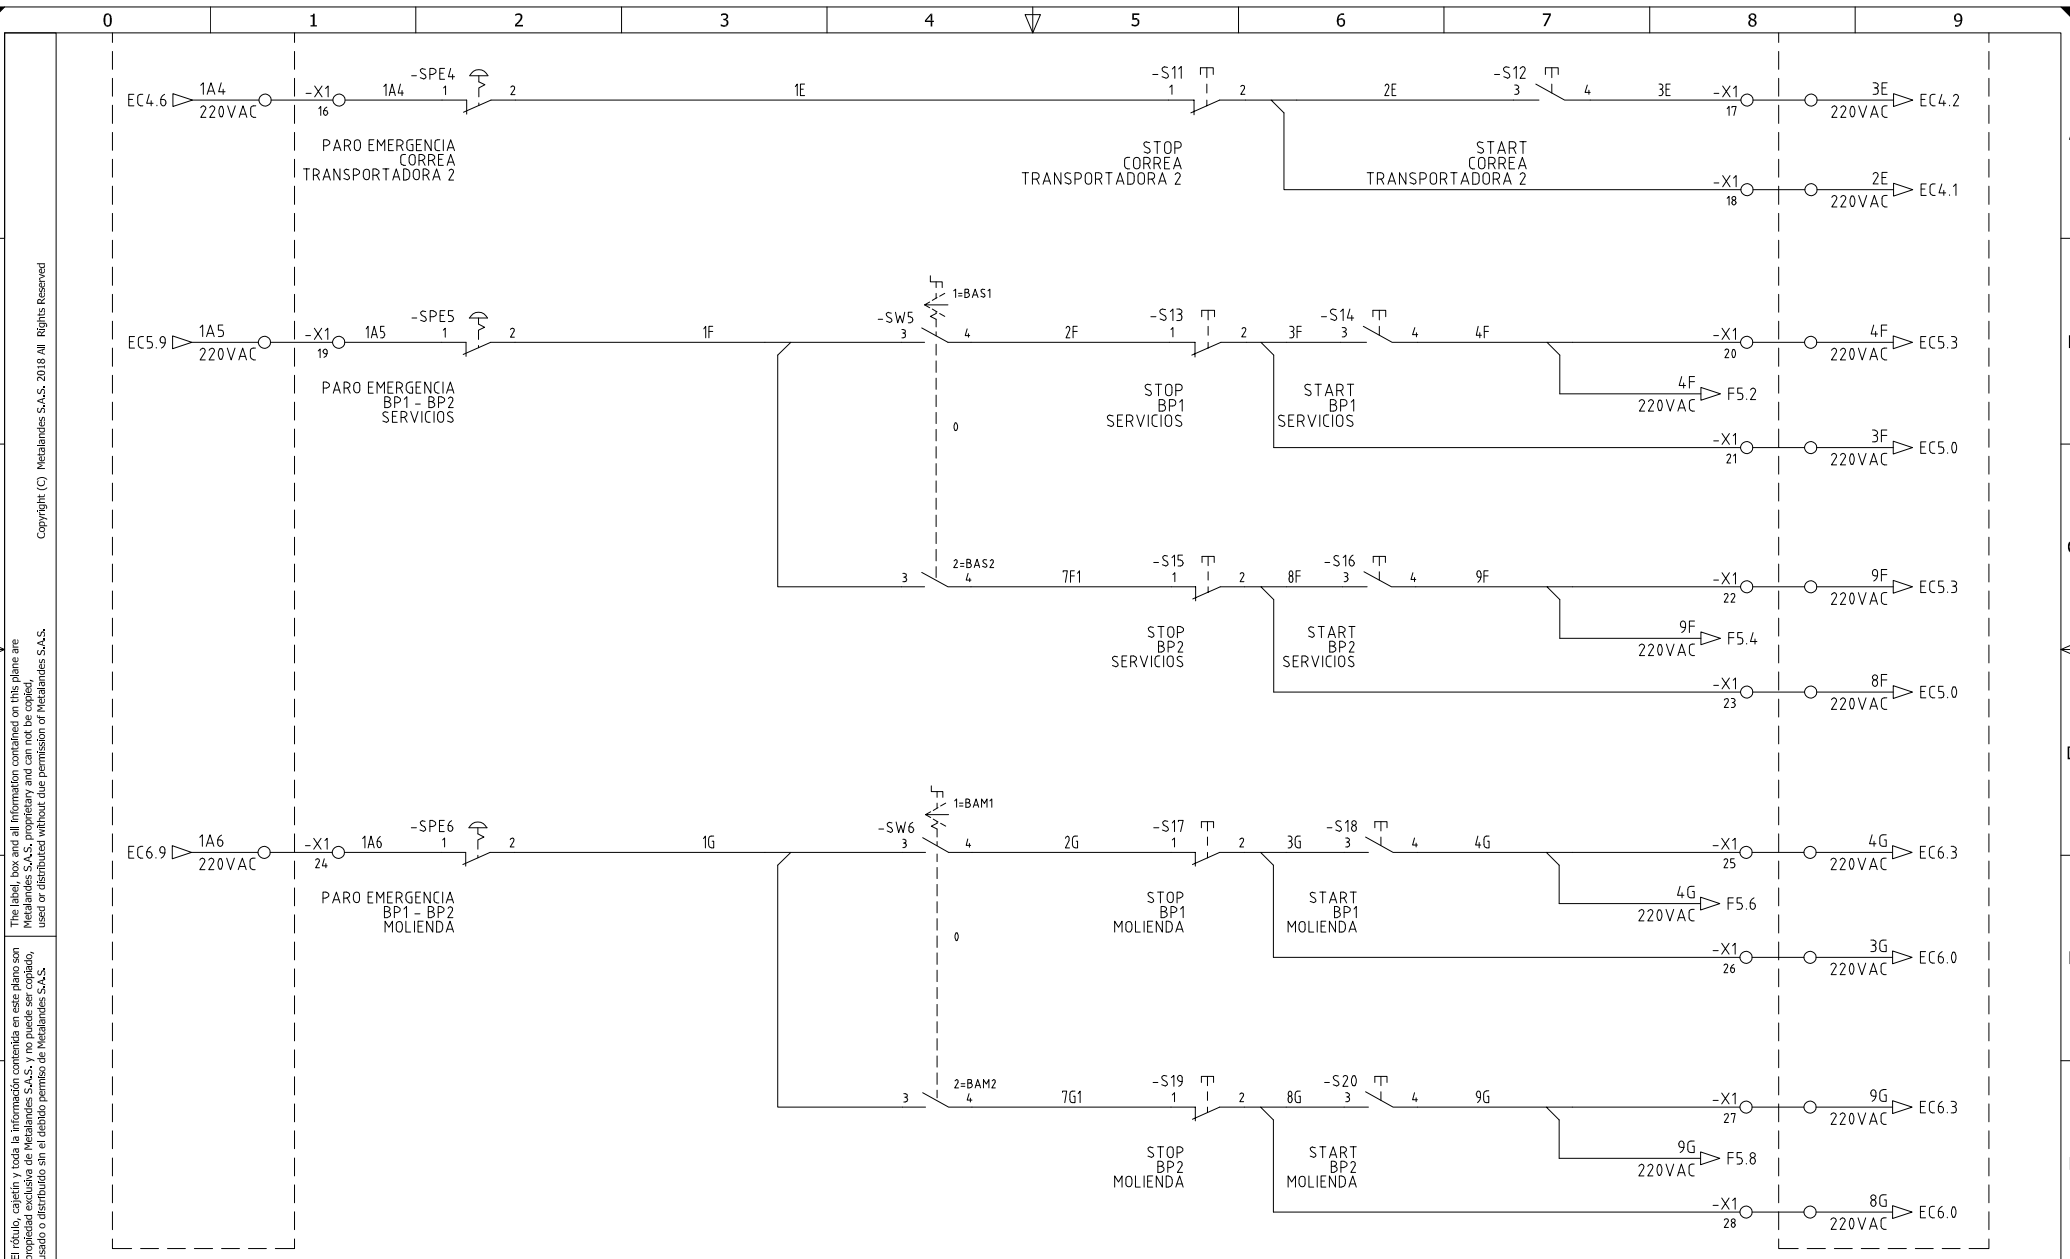 0 1 2 3 4 5 6 7 8 9
EC4.6 1A4 220VAC -X1 16 1A4 -SPE4 1 2 1E -S11 1 2 2E -S12 3 4 3E -X1 17 3E 220VAC EC4.2
PARO EMERGENCIA
CORREA
TRANSPORTADORA 2
STOP
CORREA
TRANSPORTADORA 2
START
CORREA
TRANSPORTADORA 2
-X1 18 2E 220VAC EC4.1
1=BAS1
EC5.9 1A5 220VAC -X1 19 1A5 -SPE5 1 2 1F -SW5 3 4 2F -S13 1 2 3F -S14 3 4 4F -X1 20 4F 220VAC EC5.3
PARO EMERGENCIA
BP1 - BP2
SERVICIOS
STOP
BP1
SERVICIOS
START
BP1
SERVICIOS
4F 220VAC F5.2
0
-X1 21 3F 220VAC EC5.0
2=BAS2
3 4 7F1 -S15 1 2 8F -S16 3 4 9F -X1 22 9F 220VAC EC5.3
STOP
BP2
SERVICIOS
START
BP2
SERVICIOS
9F 220VAC F5.4
-X1 23 8F 220VAC EC5.0
1=BAM1
EC6.9 1A6 220VAC -X1 24 1A6 -SPE6 1 2 1G -SW6 3 4 2G -S17 1 2 3G -S18 3 4 4G -X1 25 4G 220VAC EC6.3
PARO EMERGENCIA
BP1 - BP2
MOLIENDA
STOP
BP1
MOLIENDA
START
BP1
MOLIENDA
4G 220VAC F5.6
0
-X1 26 3G 220VAC EC6.0
2=BAM2
3 4 7G1 -S19 1 2 8G -S20 3 4 9G -X1 27 9G 220VAC EC6.3
STOP
BP2
MOLIENDA
START
BP2
MOLIENDA
9G 220VAC F5.8
-X1 28 8G 220VAC EC6.0
The label, box and all information contained on this plane are
Metalandes S.A.S. proprietary and can not be copied,
used or distributed without due permission of Metalandes S.A.S. Copyright (C) Metalandes S.A.S. 2018 All Rights Reserved
El rótulo, cajetín y toda la información contenida en este plano son
propiedad exclusiva de Metalandes S.A.S. y no puede ser copiado,
usado o distribuido sin el debido permiso de Metalandes S.A.S.